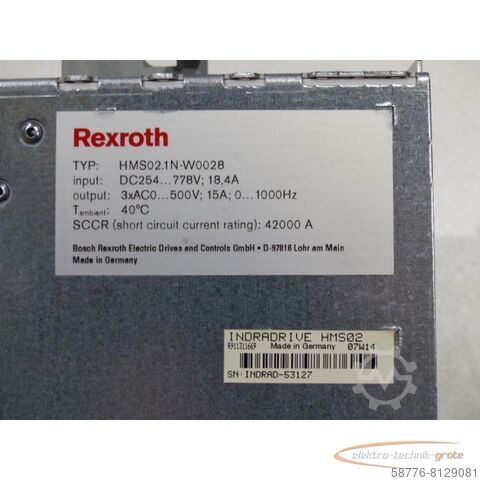 Rexroth
TYP: HMS02.1N-W0028
input: DC254...778V; 18,4A
output: 3xAC0...500V; 15A; 0...1000Hz
Tambient: 40°C
SCCR (short circuit current rating): 42000 A
Bosch Rexroth Electric Drives and Controls GmbH • D-97816 Lohr am Main
Made in Germany
INDRADRIVE HMS02
R911311669 Made in Germany 07W14
SN: INDRAD-53127
elektro-technik-grote
58776-8129081